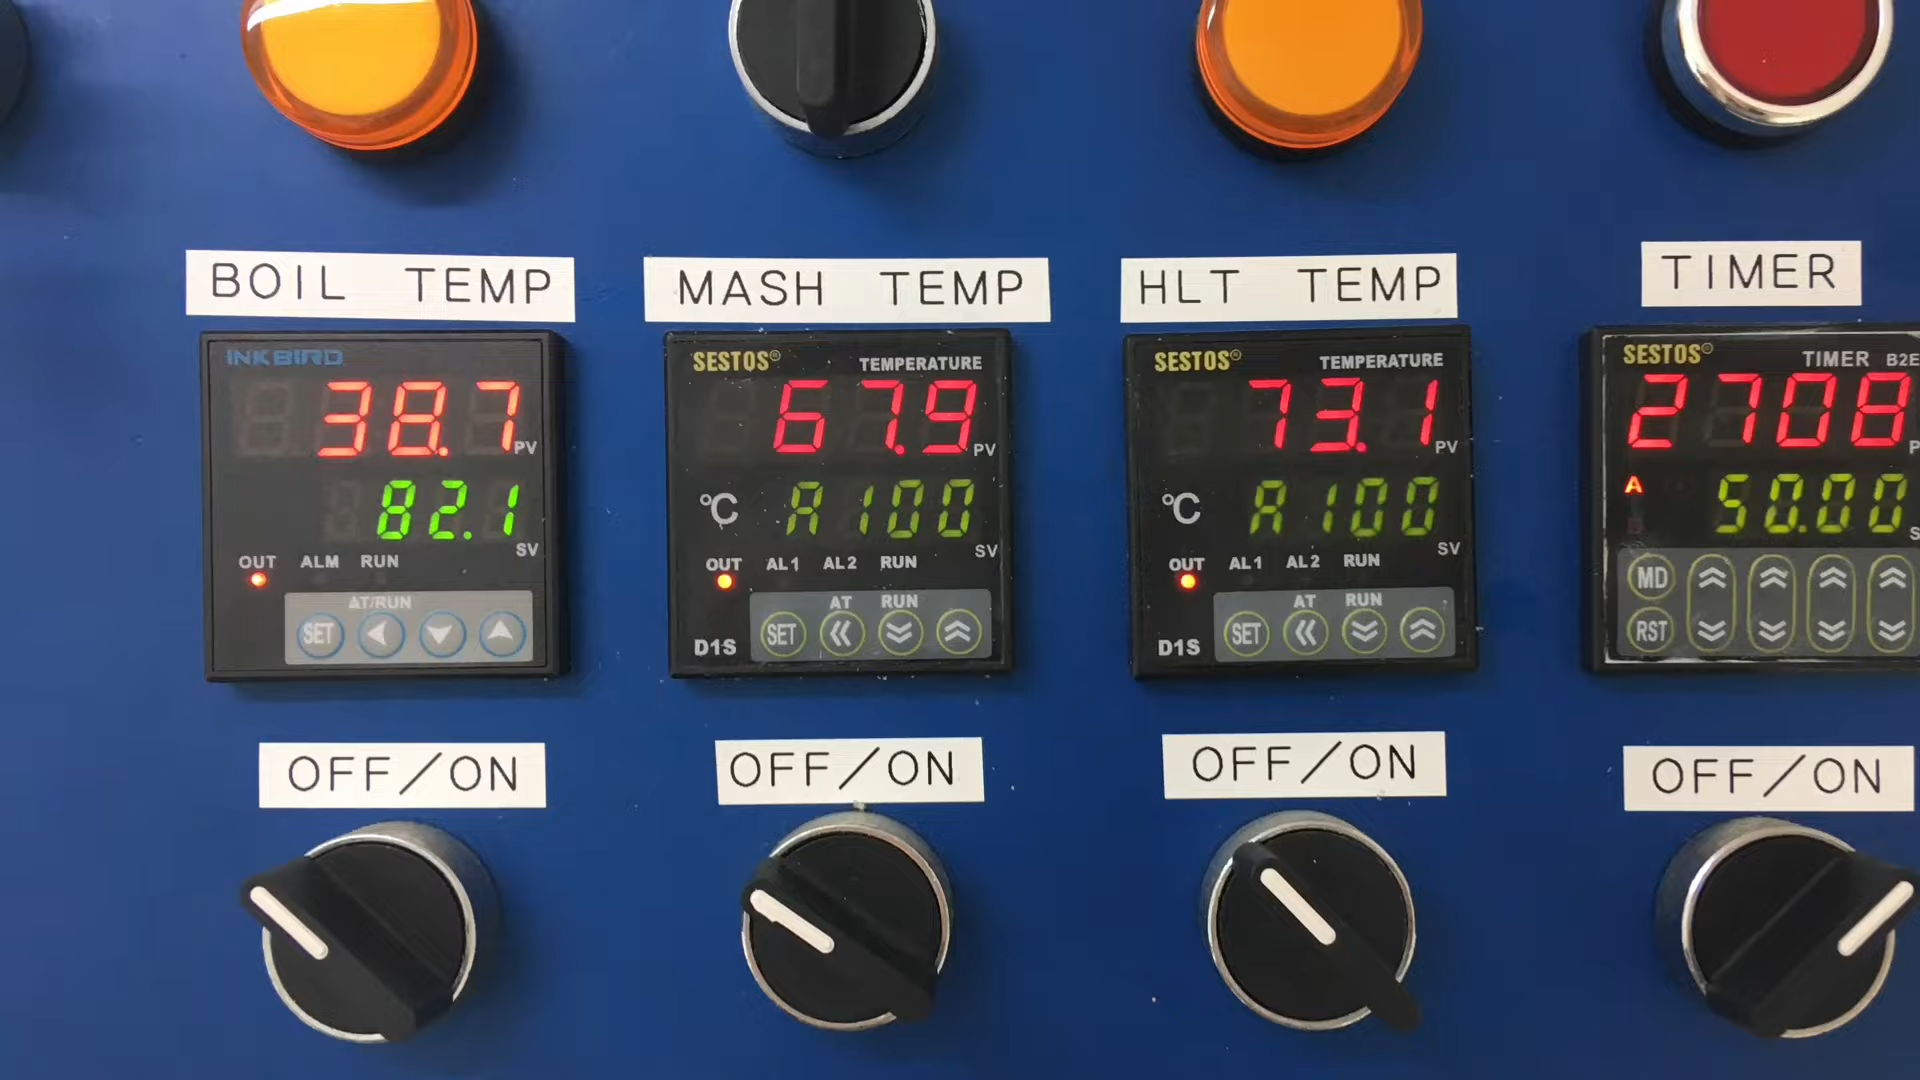 BOIL TEMP
MASH TEMP
HLT TEMP
TIMER
INKBIRD
38.7 PV
82.1 SV
OUT ALM RUN
AT/RUN
SET
SESTOS® TEMPERATURE
67.9 PV
°C A100 SV
OUT AL1 AL2 RUN
AT RUN
D1S SET
SESTOS® TEMPERATURE
73.1 PV
°C A100 SV
OUT AL1 AL2 RUN
AT RUN
D1S SET
SESTOS® TIMER B2E
2708 P
A 50.00 S
MD
RST
OFF/ON
OFF/ON
OFF/ON
OFF/ON